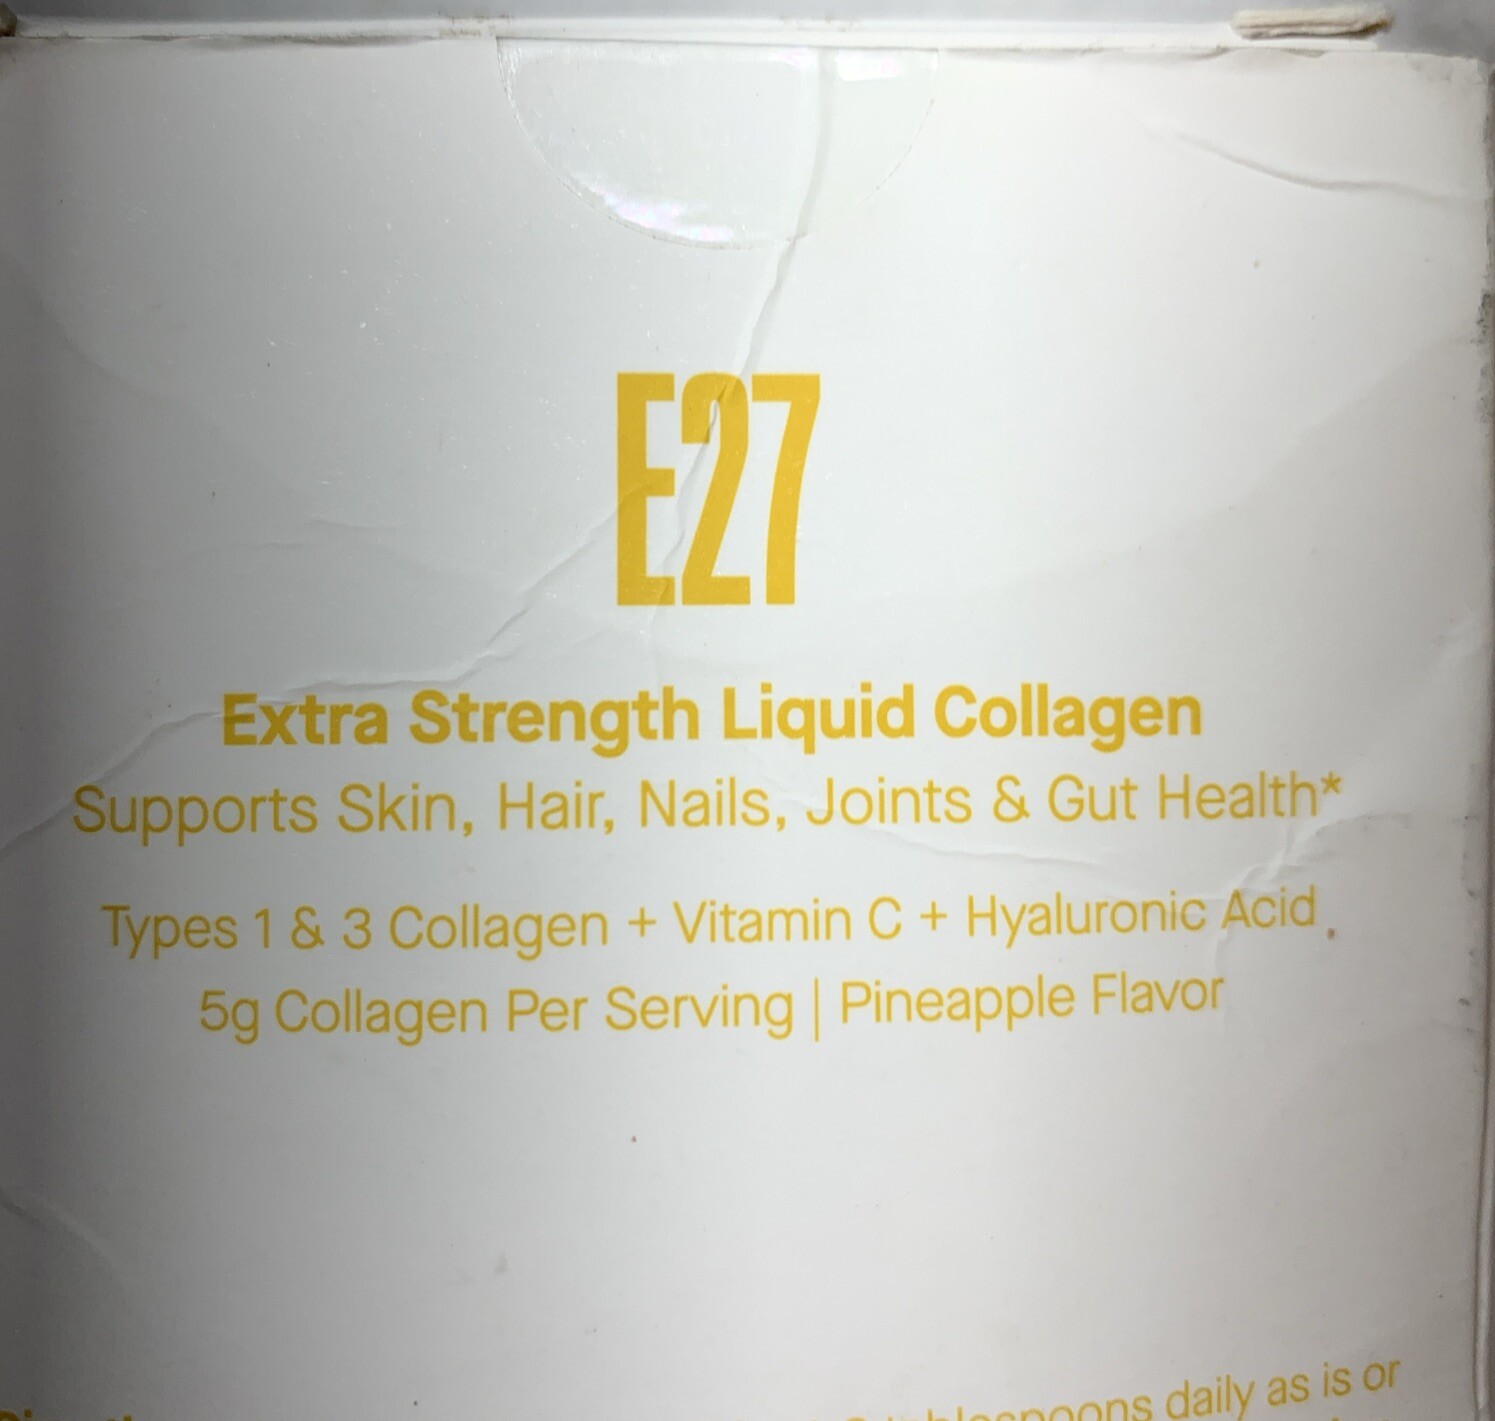 E27
Extra Strength Liquid Collagen
Supports Skin, Hair, Nails, Joints & Gut Health*
Types 1 & 3 Collagen + Vitamin C + Hyaluronic Acid
5g Collagen Per Serving | Pineapple Flavor
daily as is or